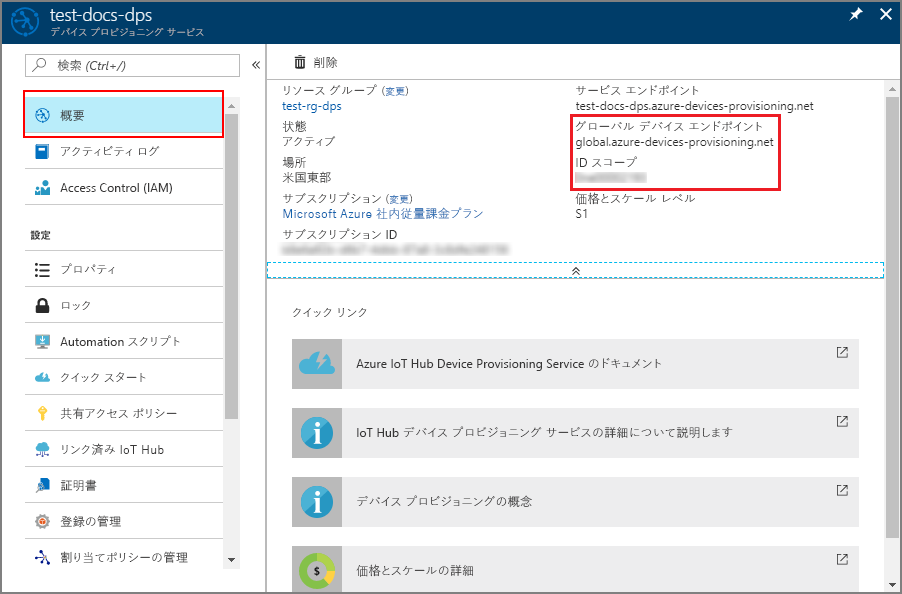 test-docs-dps
デバイス プロビジョニング サービス
検索 (Ctrl+/)
概要
アクティビティ ログ
Access Control (IAM)
設定
プロパティ
ロック
Automation スクリプト
クイック スタート
共有アクセス ポリシー
リンク済み IoT Hub
証明書
登録の管理
割り当てポリシーの管理
削除
リソース グループ (変更)
test-rg-dps
状態
アクティブ
場所
米国東部
サブスクリプション (変更)
Microsoft Azure 社内従量課金プラン
サブスクリプション ID
サービス エンドポイント
test-docs-dps.azure-devices-provisioning.net
グローバル デバイス エンドポイント
global.azure-devices-provisioning.net
ID スコープ
価格とスケール レベル
S1
クイック リンク
Azure IoT Hub Device Provisioning Service のドキュメント
IoT Hub デバイス プロビジョニング サービスの詳細について説明します
デバイス プロビジョニングの概念
価格とスケールの詳細